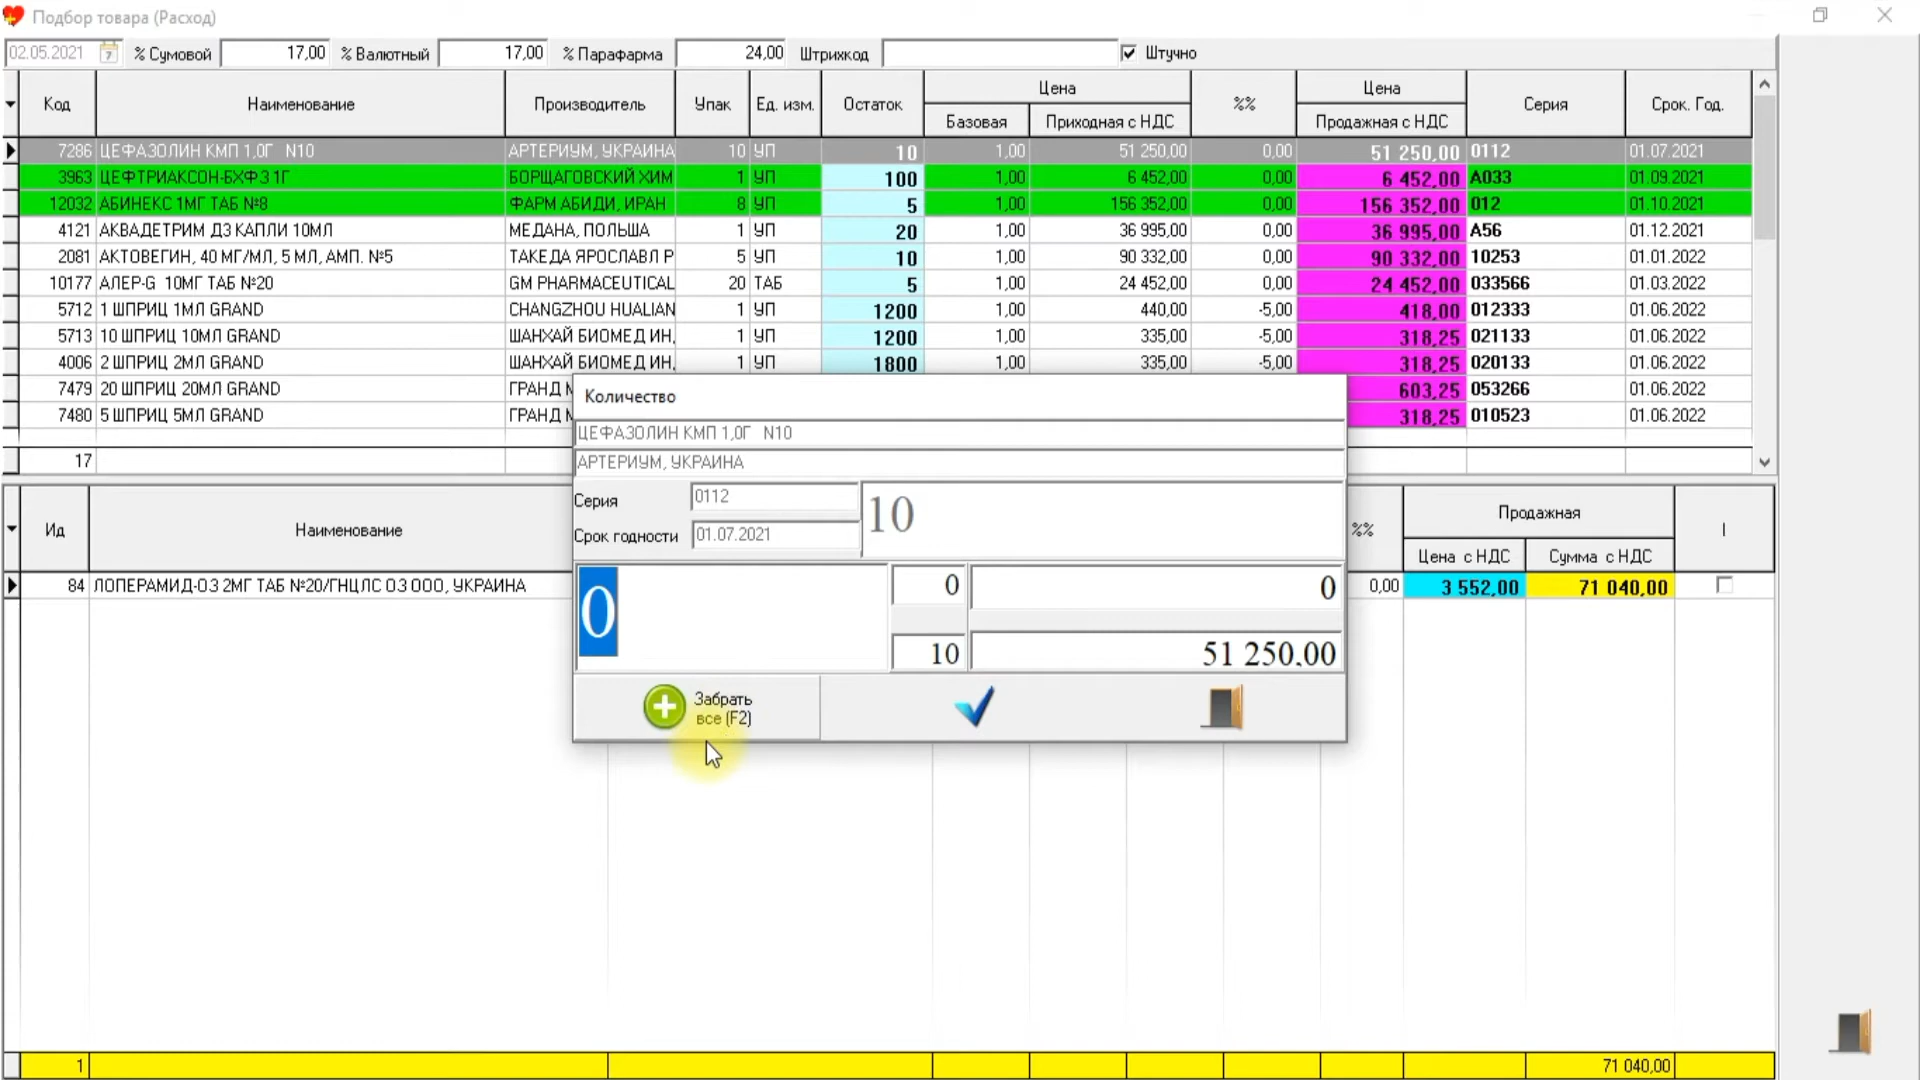 Подбор товара (Расход)
02.05.2021 7 % Сумовой 17,00 % Валютный 17,00 % Парафарма 24,00 Штрихкод Штучно
Код Наименование Производитель Упак Ед. изм. Остаток Цена %% Цена Серия Срок. Год.
Базовая Приходная с НДС Продажная с НДС
7286 ЦЕФАЗОЛИН КМП 1,0Г N10 АРТЕРИУМ, УКРАИНА 10 УП 10 1,00 51 250,00 0,00 51 250,00 0112 01.07.2021
3963 ЦЕФТРИАКСОН-БХФЗ 1Г БОРЩАГОВСКИЙ ХИМ 1 УП 100 1,00 6 452,00 0,00 6 452,00 А033 01.09.2021
12032 АБИНЕКС 1МГ ТАБ №8 ФАРМ АБИДИ, ИРАН 8 УП 5 1,00 156 352,00 0,00 156 352,00 012 01.10.2021
4121 АКВАДЕТРИМ Д3 КАПЛИ 10МЛ МЕДАНА, ПОЛЬША 1 УП 20 1,00 36 995,00 0,00 36 995,00 А56 01.12.2021
2081 АКТОВЕГИН, 40 МГ/МЛ, 5 МЛ, АМП. №5 ТАКЕДА ЯРОСЛАВЛ Р 5 УП 10 1,00 90 332,00 0,00 90 332,00 10253 01.01.2022
10177 АЛЕР-G 10МГ ТАБ №20 GM PHARMACEUTICAL 20 ТАБ 5 1,00 24 452,00 0,00 24 452,00 033566 01.03.2022
5712 1 ШПРИЦ 1МЛ GRAND CHANGZHOU HUALIAN 1 УП 1200 1,00 440,00 -5,00 418,00 012333 01.06.2022
5713 10 ШПРИЦ 10МЛ GRAND ШАНХАЙ БИОМЕД ИН, 1 УП 1200 1,00 335,00 -5,00 318,25 021133 01.06.2022
4006 2 ШПРИЦ 2МЛ GRAND ШАНХАЙ БИОМЕД ИН, 1 УП 1800 1,00 335,00 -5,00 318,25 020133 01.06.2022
7479 20 ШПРИЦ 20МЛ GRAND ГРАНД М 603,25 053266 01.06.2022
7480 5 ШПРИЦ 5МЛ GRAND ГРАНД М 318,25 010523 01.06.2022
17
Количество
ЦЕФАЗОЛИН КМП 1,0Г N10
АРТЕРИУМ, УКРАИНА
Серия 0112 10
Срок годности 01.07.2021
0 0 0
10 51 250,00
Забрать
все (F2)
Ид Наименование %% Продажная I
Цена с НДС Сумма с НДС
84 ЛОПЕРАМИД-ОЗ 2МГ ТАБ №20/ГНЦЛС ОЗ ООО, УКРАИНА 0,00 3 552,00 71 040,00
1 71 040,00